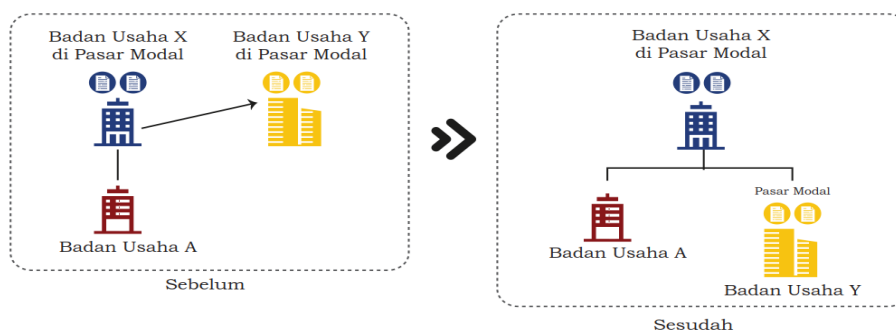 Badan Usaha X
di Pasar Modal
Badan Usaha Y
di Pasar Modal
Badan Usaha A
Sebelum
Badan Usaha X
di Pasar Modal
Pasar Modal
Badan Usaha A
Badan Usaha Y
Sesudah